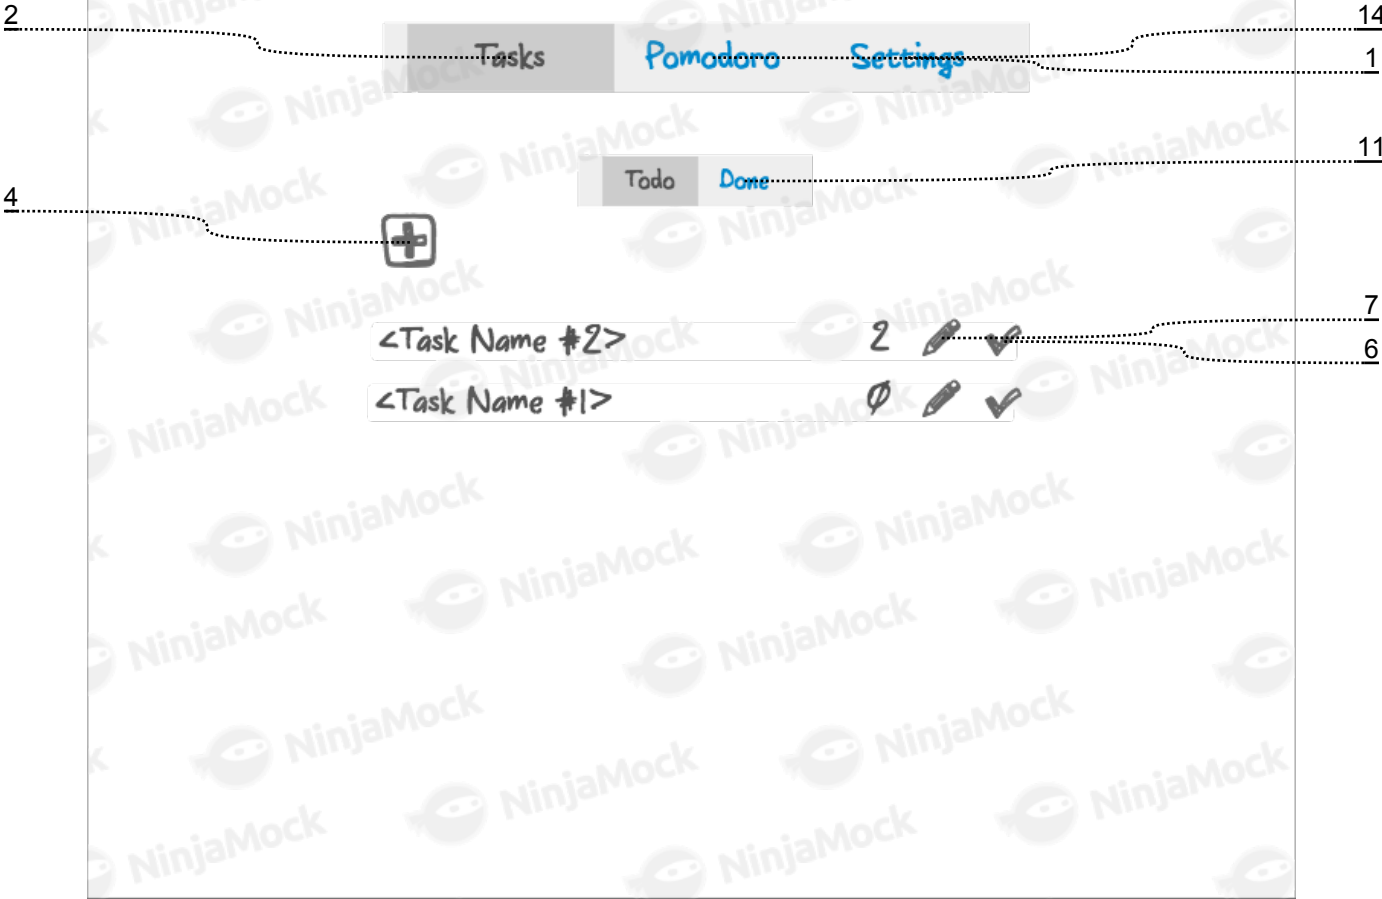 2
14
Tasks Pomodoro Settings
1
11
Todo Done
4
7
<Task Name #2> 2
6
<Task Name #1> 0
NinjaMock